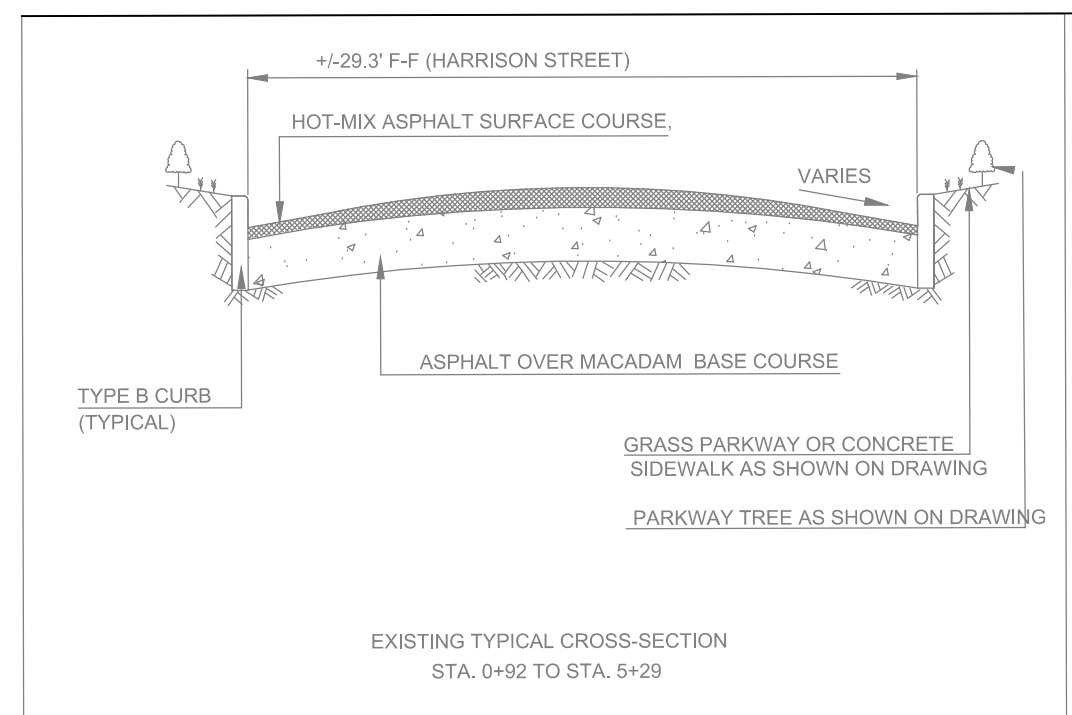 +/-29.3' F-F (HARRISON STREET)
HOT-MIX ASPHALT SURFACE COURSE,
VARIES
ASPHALT OVER MACADAM BASE COURSE
TYPE B CURB
(TYPICAL)
GRASS PARKWAY OR CONCRETE
SIDEWALK AS SHOWN ON DRAWING
PARKWAY TREE AS SHOWN ON DRAWING
EXISTING TYPICAL CROSS-SECTION
STA. 0+92 TO STA. 5+29